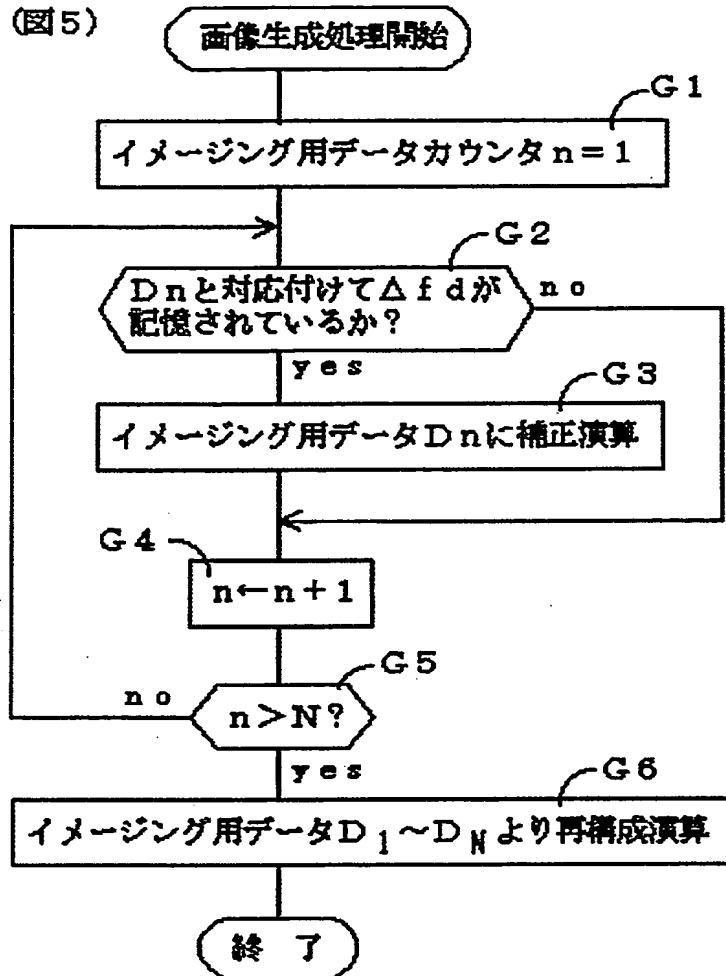 (図5)
画像生成処理開始
G1
イメージング用データカウンタn=1
G2
Dnと対応付けて△fdが
記憶されているか?
no
yes
G3
イメージング用データDnに補正演算
G4
n←n+1
G5
no
n>N?
yes
G6
イメージング用データD₁～D_Nより再構成演算
終 了